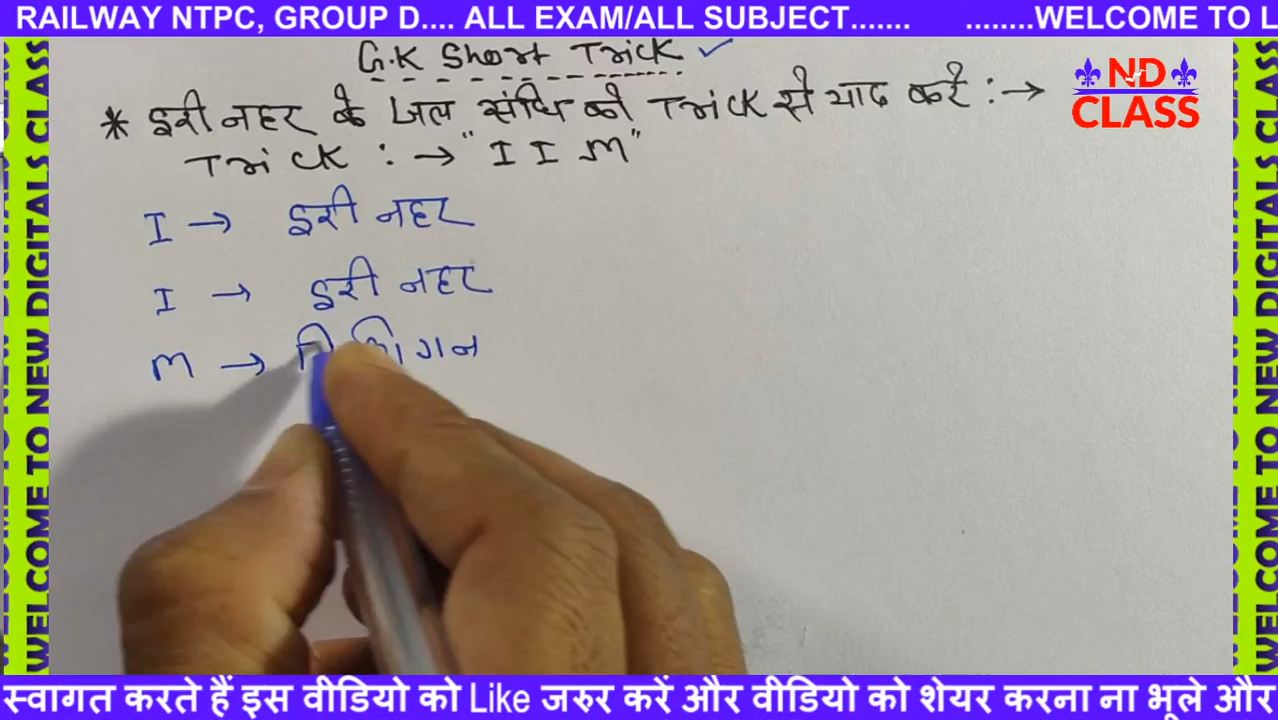 RAILWAY NTPC, GROUP D.... ALL EXAM/ALL SUBJECT....... ........WELCOME TO L
G.K Short Trick
ND
CLASS
* इरी नहर के जल संधि को Trick से याद करें :→
Trick :→ "I I M"
I → इरी नहर
I → इरी नहर
M → गन
WELCOME TO NEW DIGITALS CLASS
WELCOME TO NEW DIGITALS CLASS
स्वागत करते हैं इस वीडियो को Like जरुर करें और वीडियो को शेयर करना ना भूले और